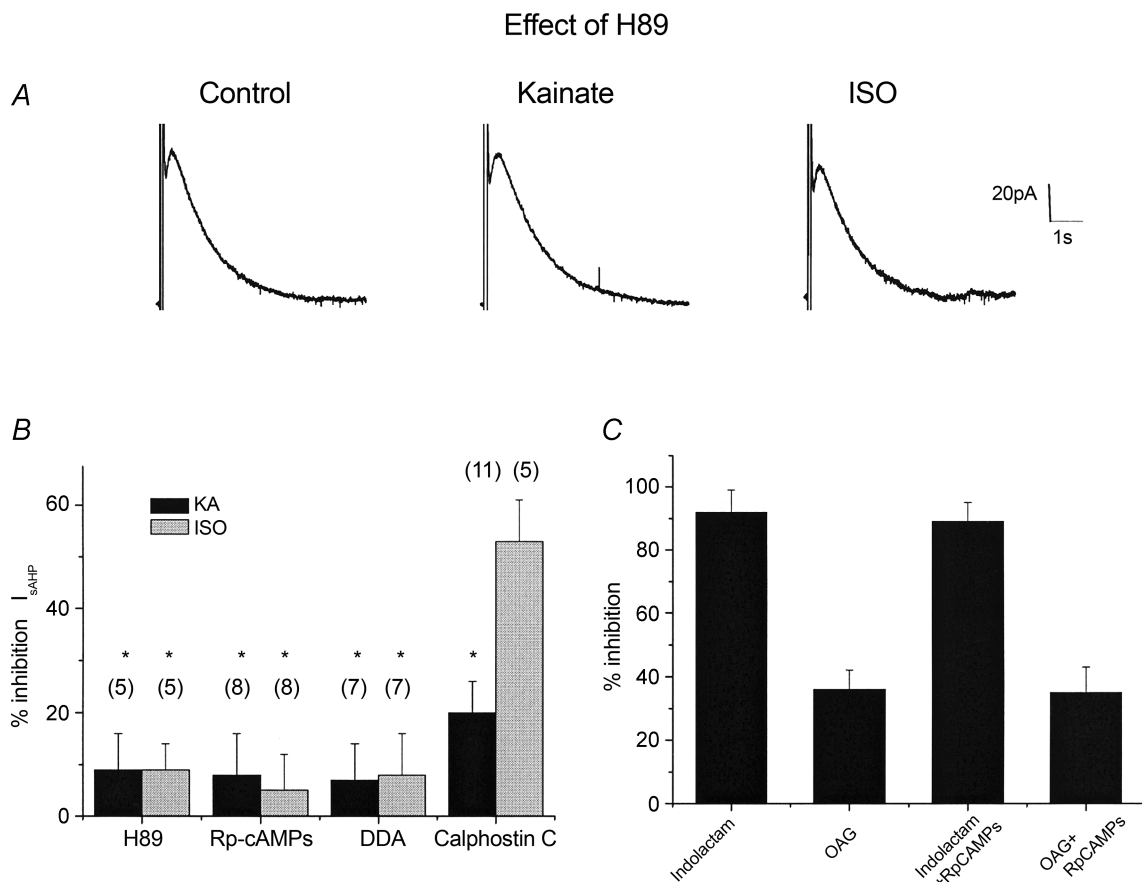 Effect of H89
A
Control Kainate ISO
20pA
1s
B
(11) (5)
60
KA
ISO
40
* * * * * * *
(5) (5) (8) (8) (7) (7)
20
0
% inhibition IsAHP
H89 Rp-cAMPs DDA Calphostin C
C
100
80
60
40
20
0
% inhibition
Indolactam
OAG
Indolactam
+RpCAMPs
OAG+
RpCAMPs